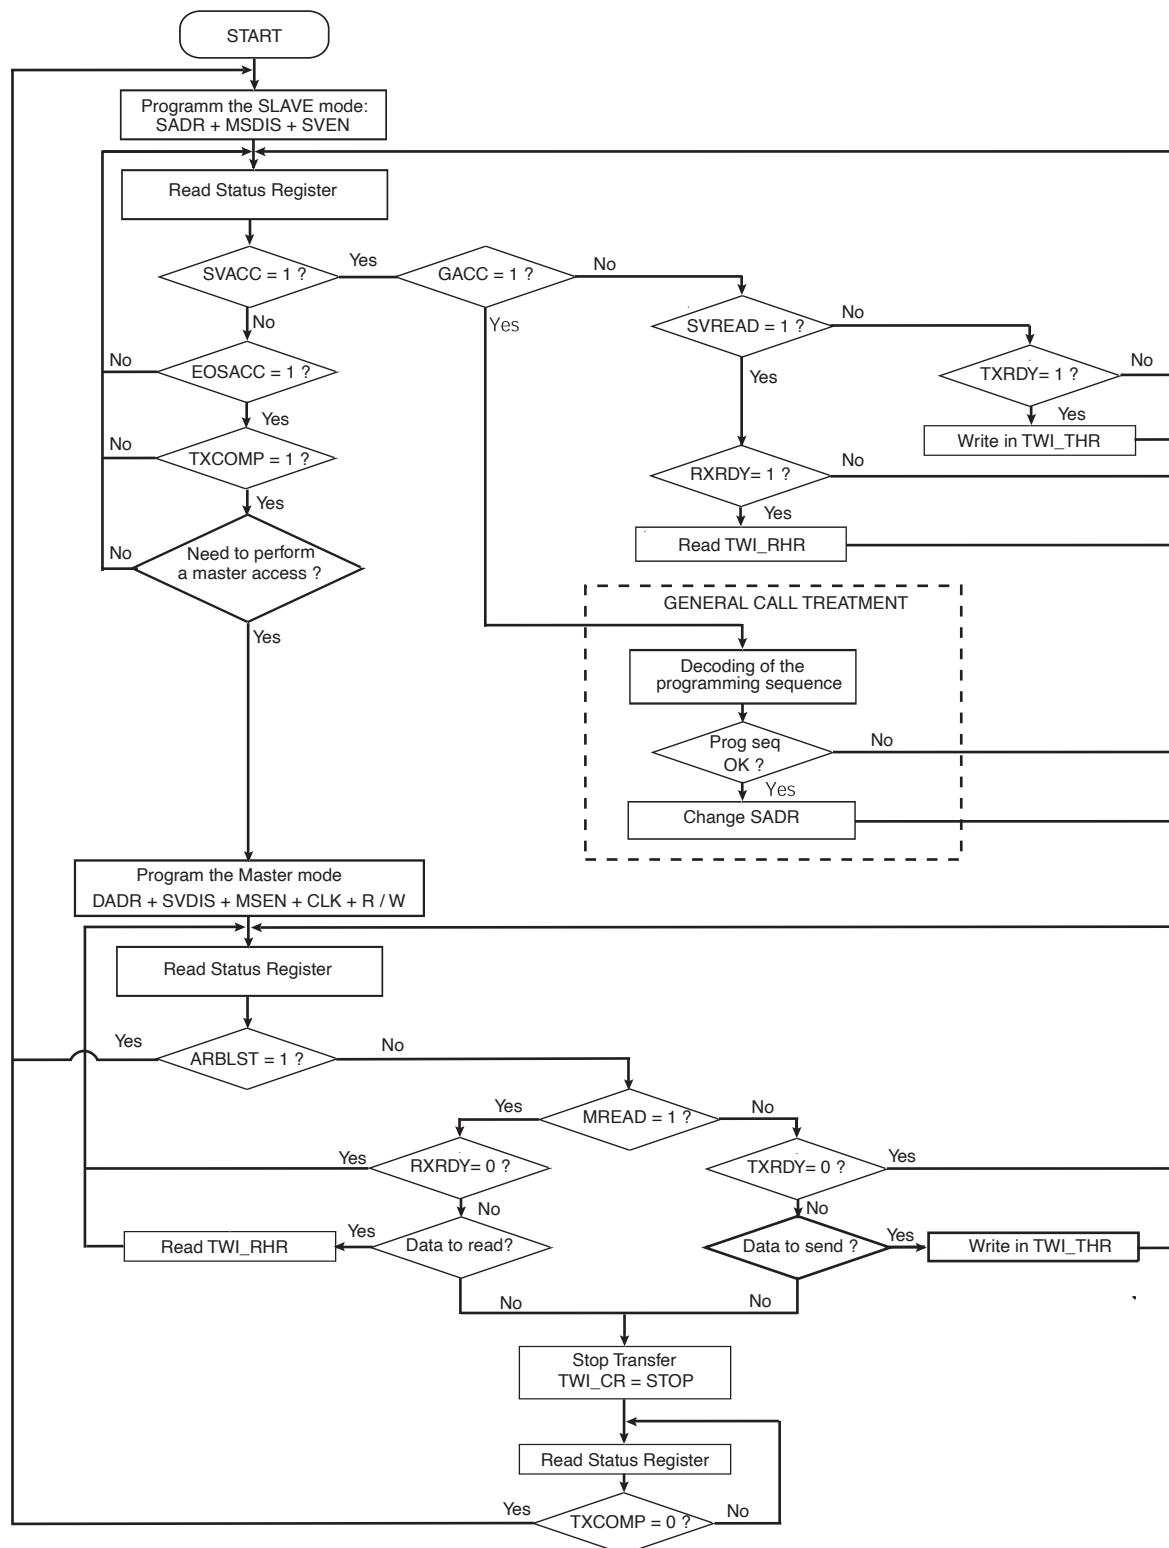 START
Programm the SLAVE mode:
SADR + MSDIS + SVEN
Read Status Register
SVACC = 1 ?
Yes
GACC = 1 ?
No
SVREAD = 1 ?
No
No
Yes
EOSACC = 1 ?
No
Yes
TXRDY= 1 ?
No
Yes
Yes
Write in TWI_THR
TXCOMP = 1 ?
No
RXRDY= 1 ?
No
Yes
Yes
Read TWI_RHR
Need to perform
a master access ?
No
Yes
GENERAL CALL TREATMENT
Decoding of the
programming sequence
Prog seq
OK ?
No
Yes
Change SADR
Program the Master mode
DADR + SVDIS + MSEN + CLK + R / W
Read Status Register
Yes
ARBLST = 1 ?
No
Yes
MREAD = 1 ?
No
Yes
RXRDY= 0 ?
TXRDY= 0 ?
Yes
No
No
Read TWI_RHR
Yes
Data to read?
Data to send ?
Yes
Write in TWI_THR
No
No
Stop Transfer
TWI_CR = STOP
Read Status Register
Yes
TXCOMP = 0 ?
No